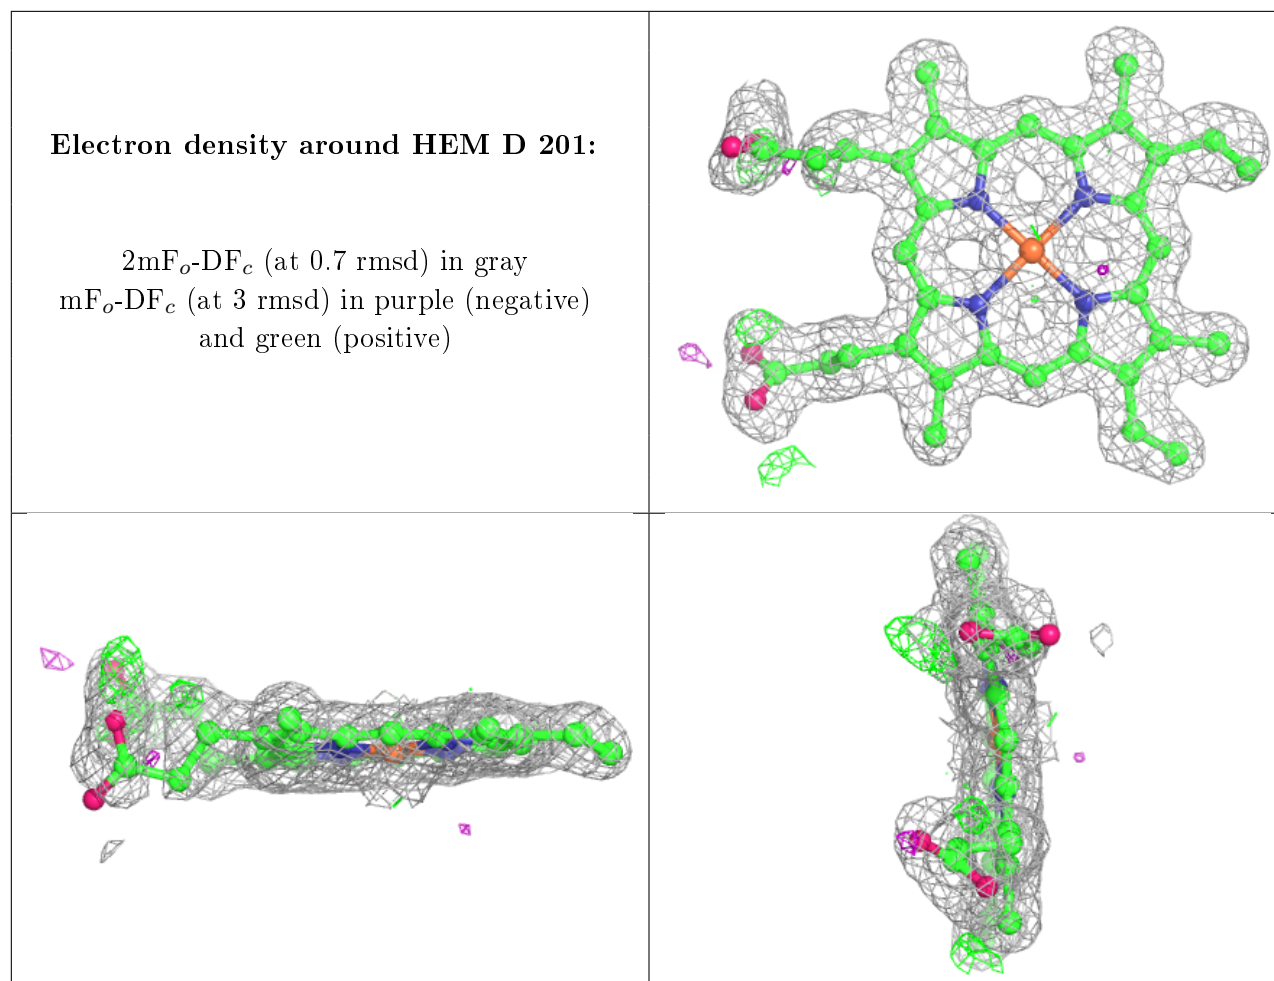 Electron density around HEM D 201:
2mFo-DFc (at 0.7 rmsd) in gray
mFo-DFc (at 3 rmsd) in purple (negative)
and green (positive)